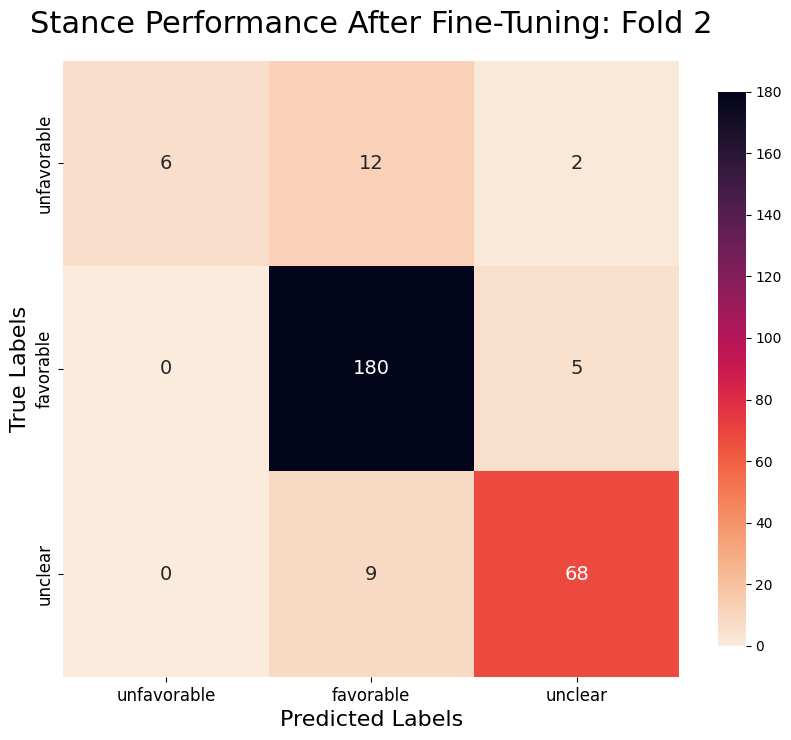 Stance Performance After Fine-Tuning: Fold 2
True Labels
unfavorable
favorable
unclear
6 12 2
0 180 5
0 9 68
unfavorable favorable unclear
Predicted Labels
180
160
140
120
100
80
60
40
20
0